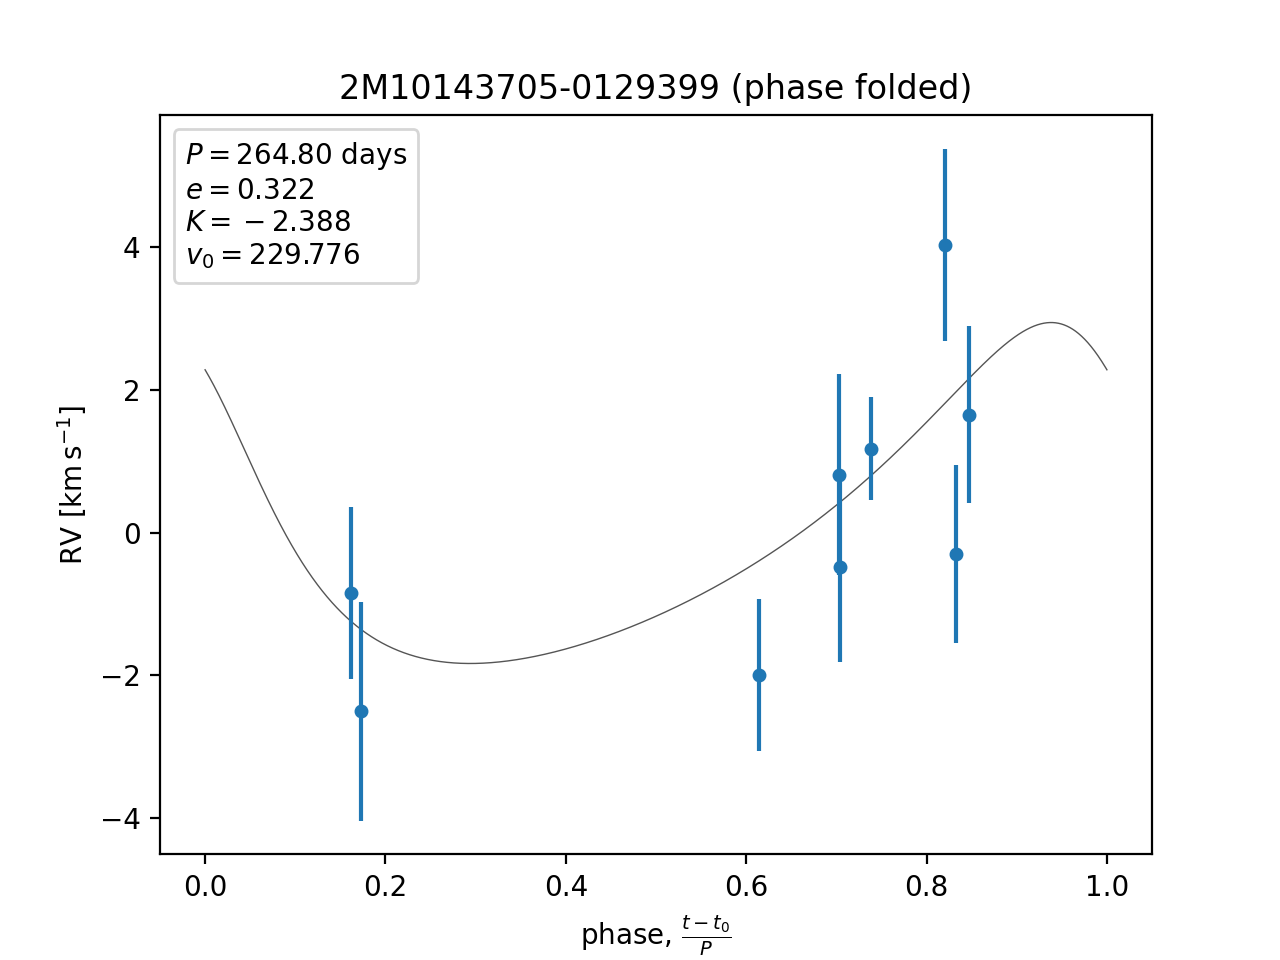 2M10143705-0129399 (phase folded)
P = 264.80 days
e = 0.322
K = −2.388
v₀ = 229.776
RV [km s⁻¹]
4
2
0
−2
−4
0.0 0.2 0.4 0.6 0.8 1.0
phase, (t − t₀)/P